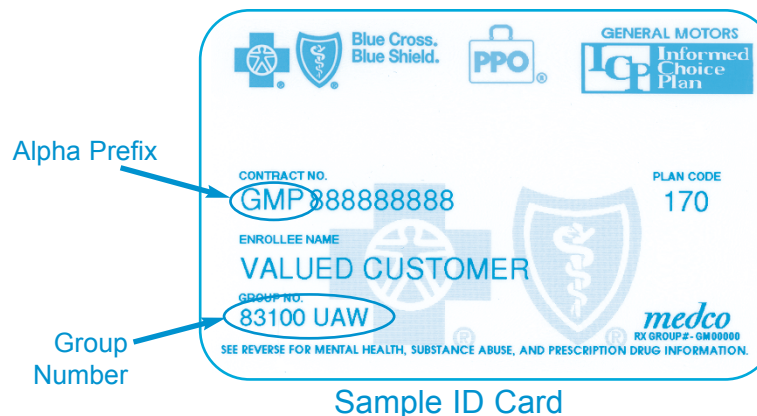 Blue Cross.
Blue Shield.
®
®
PPO
®
GENERAL MOTORS
ICP
Informed
Choice
Plan
Alpha Prefix
CONTRACT NO.
GMP 888888888
PLAN CODE
170
ENROLLEE NAME
VALUED CUSTOMER
GROUP NO.
83100 UAW
®
®
medco
RX GROUP#- GM00000
Group
Number
SEE REVERSE FOR MENTAL HEALTH, SUBSTANCE ABUSE, AND PRESCRIPTION DRUG INFORMATION.
Sample ID Card